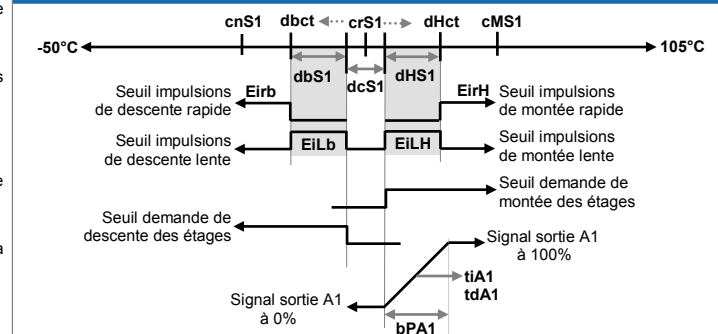 e
s
e
a
cnS1 dbct crS1 dHct cMS1
-50°C 105°C
dbS1 dcS1 dHS1
Seuil impulsions
de descente rapide
Eirb
EirH
Seuil impulsions
de montée rapide
Seuil impulsions
de descente lente
EiLb
EiLH
Seuil impulsions
de montée lente
Seuil demande de
montée des étages
Seuil demande de
descente des étages
Signal sortie A1
à 100%
tiA1
tdA1
Signal sortie A1
à 0%
bPA1